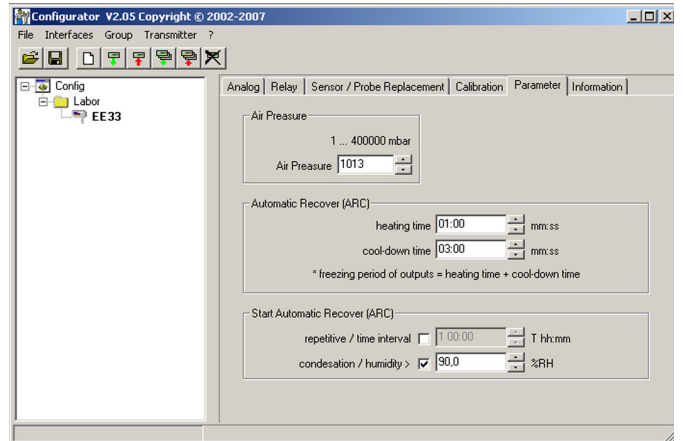 Configurator V2.05 Copyright © 2002-2007
File Interfaces Group Transmitter ?
Config
Labor
EE33
Analog Relay Sensor / Probe Replacement Calibration Parameter Information
Air Preasure
1 ... 400000 mbar
Air Preasure 1013
Automatic Recover (ARC)
heating time 01:00 mm:ss
cool-down time 03:00 mm:ss
* freezing period of outputs = heating time + cool-down time
Start Automatic Recover (ARC)
repetitive / time interval 1 00:00 T hh:mm
condesation / humidity > 90,0 %RH